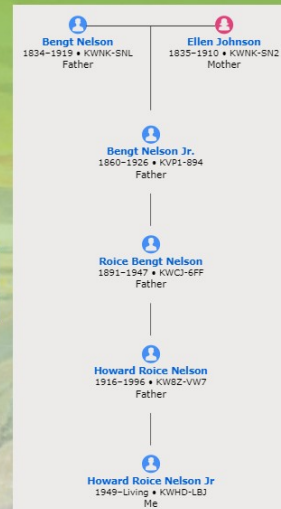 Bengt Nelson
1834–1919 • KWNK-SNL
Father
Ellen Johnson
1835–1910 • KWNK-SN2
Mother
Bengt Nelson Jr.
1860–1926 • KVP1-894
Father
Roice Bengt Nelson
1891–1947 • KWCJ-6FF
Father
Howard Roice Nelson
1916–1996 • KW8Z-VW7
Father
Howard Roice Nelson Jr
1949–Living • KWHD-LBJ
Me